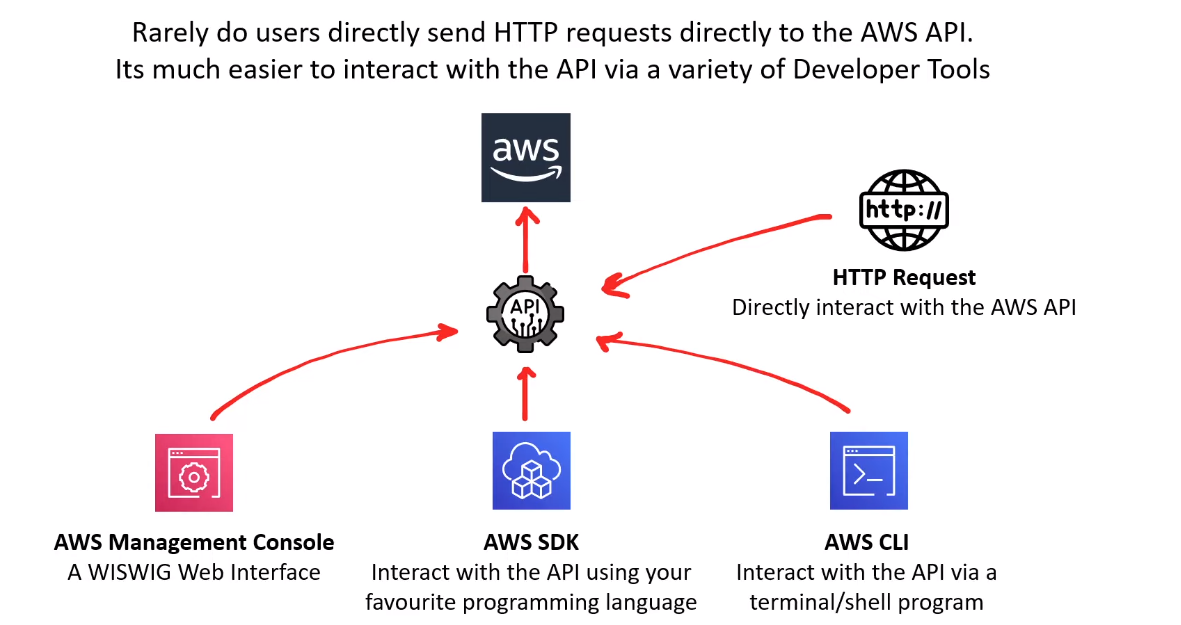 Rarely do users directly send HTTP requests directly to the AWS API.
Its much easier to interact with the API via a variety of Developer Tools
aws
http://
HTTP Request
Directly interact with the AWS API
API
AWS Management Console
A WISWIG Web Interface
AWS SDK
Interact with the API using your
favourite programming language
AWS CLI
Interact with the API via a
terminal/shell program